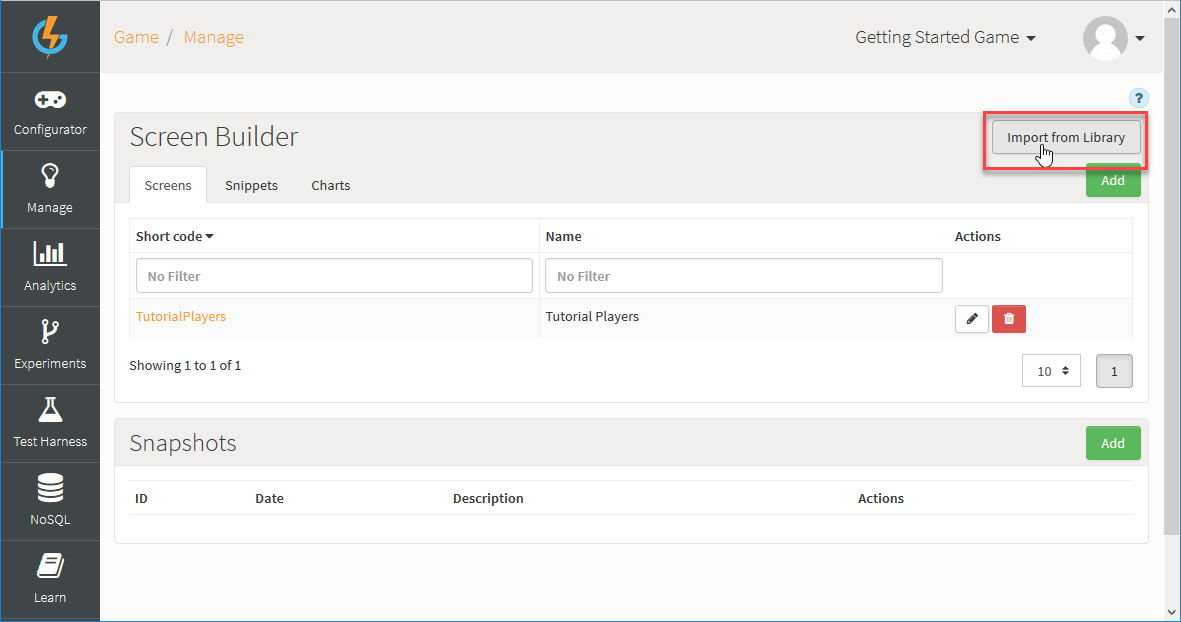 Game / Manage
Getting Started Game
Configurator
Manage
Analytics
Experiments
Test Harness
NoSQL
Learn
?
Screen Builder
Import from Library
Screens Snippets Charts
Add
Short code Name Actions
No Filter No Filter
TutorialPlayers Tutorial Players
Showing 1 to 1 of 1
10 1
Snapshots
Add
ID Date Description Actions